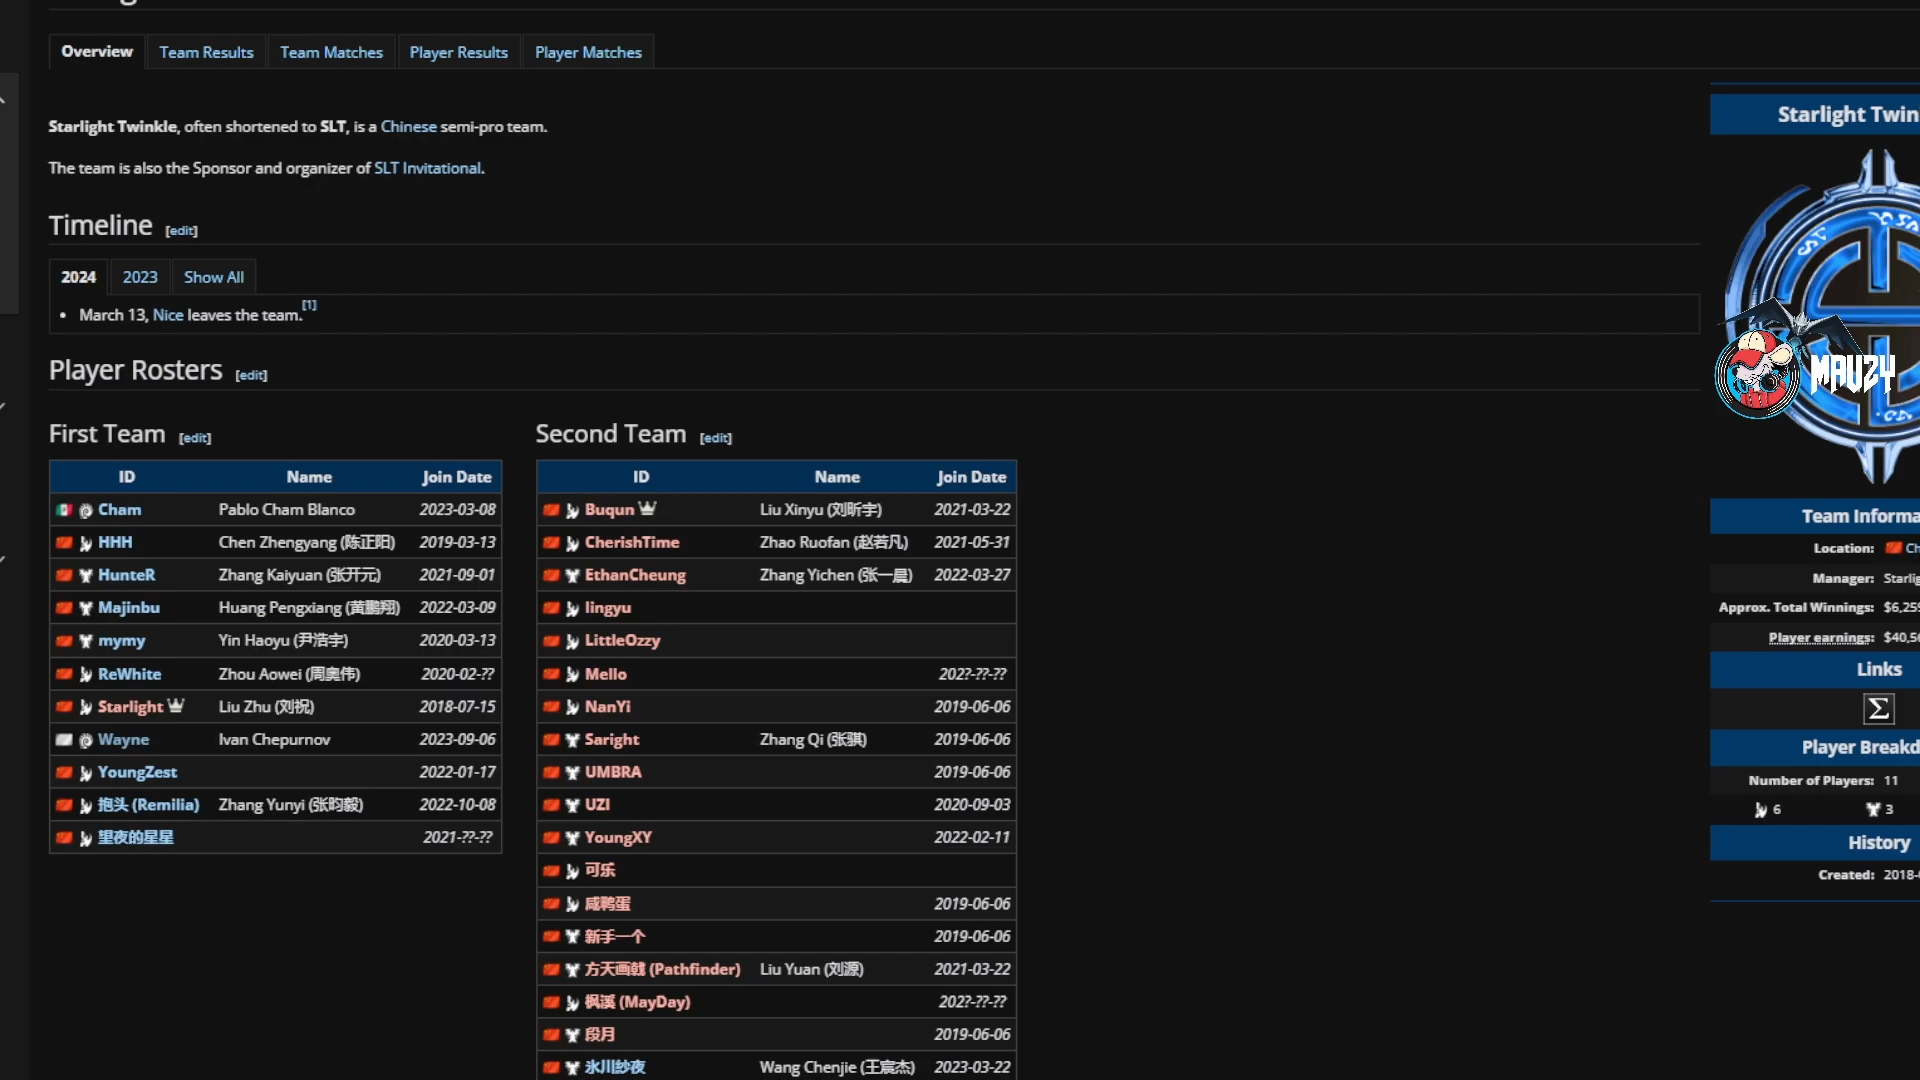 Overview Team Results Team Matches Player Results Player Matches
Starlight Twinkle, often shortened to SLT, is a Chinese semi-pro team.
The team is also the Sponsor and organizer of SLT Invitational.
Timeline [edit]
2024 2023 Show All
• March 13, Nice leaves the team.[1]
Player Rosters [edit]
First Team [edit]
ID Name Join Date
Cham Pablo Cham Blanco 2023-03-08
HHH Chen Zhengyang (陈正阳) 2019-03-13
HunteR Zhang Kaiyuan (张开元) 2021-09-01
Majinbu Huang Pengxiang (黄鹏翔) 2022-03-09
mymy Yin Haoyu (尹浩宇) 2020-03-13
ReWhite Zhou Aowei (周奥伟) 2020-02-??
Starlight Liu Zhu (刘祝) 2018-07-15
Wayne Ivan Chepurnov 2023-09-06
YoungZest 2022-01-17
抱头 (Remilia) Zhang Yunyi (张昀毅) 2022-10-08
望夜的星星 2021-??-??
Second Team [edit]
ID Name Join Date
Buqun Liu Xinyu (刘昕宇) 2021-03-22
CherishTime Zhao Ruofan (赵若凡) 2021-05-31
EthanCheung Zhang Yichen (张一晨) 2022-03-27
lingyu
LittleOzzy
Mello 202?-??-??
NanYi 2019-06-06
Saright Zhang Qi (张骐) 2019-06-06
UMBRA 2019-06-06
UZI 2020-09-03
YoungXY 2022-02-11
可乐
咸鸭蛋 2019-06-06
新手一个 2019-06-06
方天画戟 (Pathfinder) Liu Yuan (刘源) 2021-03-22
枫溪 (MayDay) 202?-??-??
段月 2019-06-06
氷川紗夜 Wang Chenjie (王宸杰) 2023-03-22
Starlight Twin
MAUZY
Team Informa
Location: Ch
Manager: Starlig
Approx. Total Winnings: $6,259
Player earnings: $40,56
Links
Σ
Player Breakd
Number of Players: 11
6 3
History
Created: 2018-